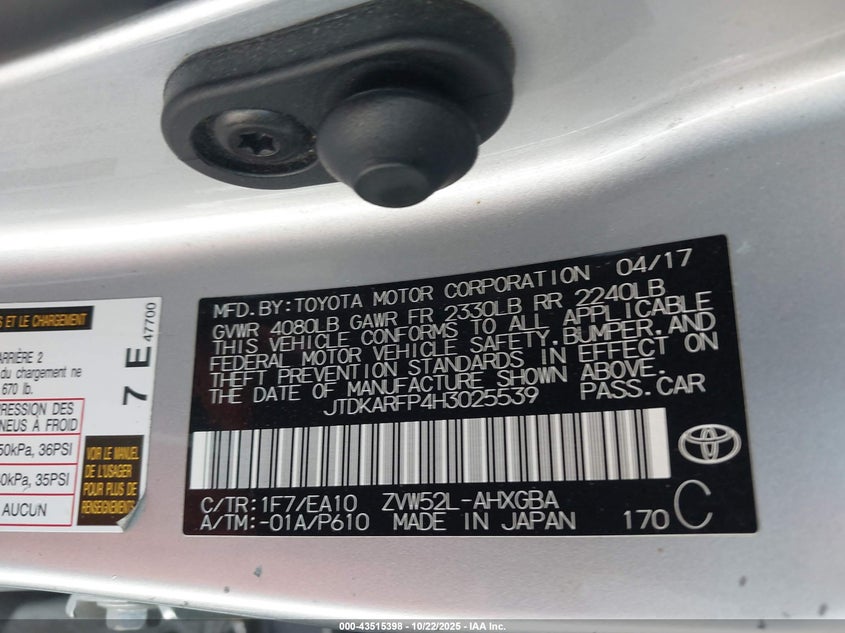 S ET LE CHARGEMENT
ARRIÈRE 2
du chargement ne
670 lb.
7 E 47700
PRESSION DES
NEUS À FROID
50kPa, 36PSI
0kPa, 35PSI
AUCUN
VOIR LE MANUEL
DE L'USAGER
POUR PLUS DE
RENSEIGNEMENTS
MFD. BY: TOYOTA MOTOR CORPORATION 04/17
GVWR 4080LB GAWR FR 2330LB RR 2240LB
THIS VEHICLE CONFORMS TO ALL APPLICABLE
FEDERAL MOTOR VEHICLE SAFETY, BUMPER, AND
THEFT PREVENTION STANDARDS IN EFFECT ON
THE DATE OF MANUFACTURE SHOWN ABOVE.
JTDKARFP4H3025539 PASS. CAR
C/TR: 1F7/EA10 ZVW52L-AHXGBA
A/TM: -01A/P610 MADE IN JAPAN 170 C
000-43515398 - 10/22/2025 - IAA Inc.